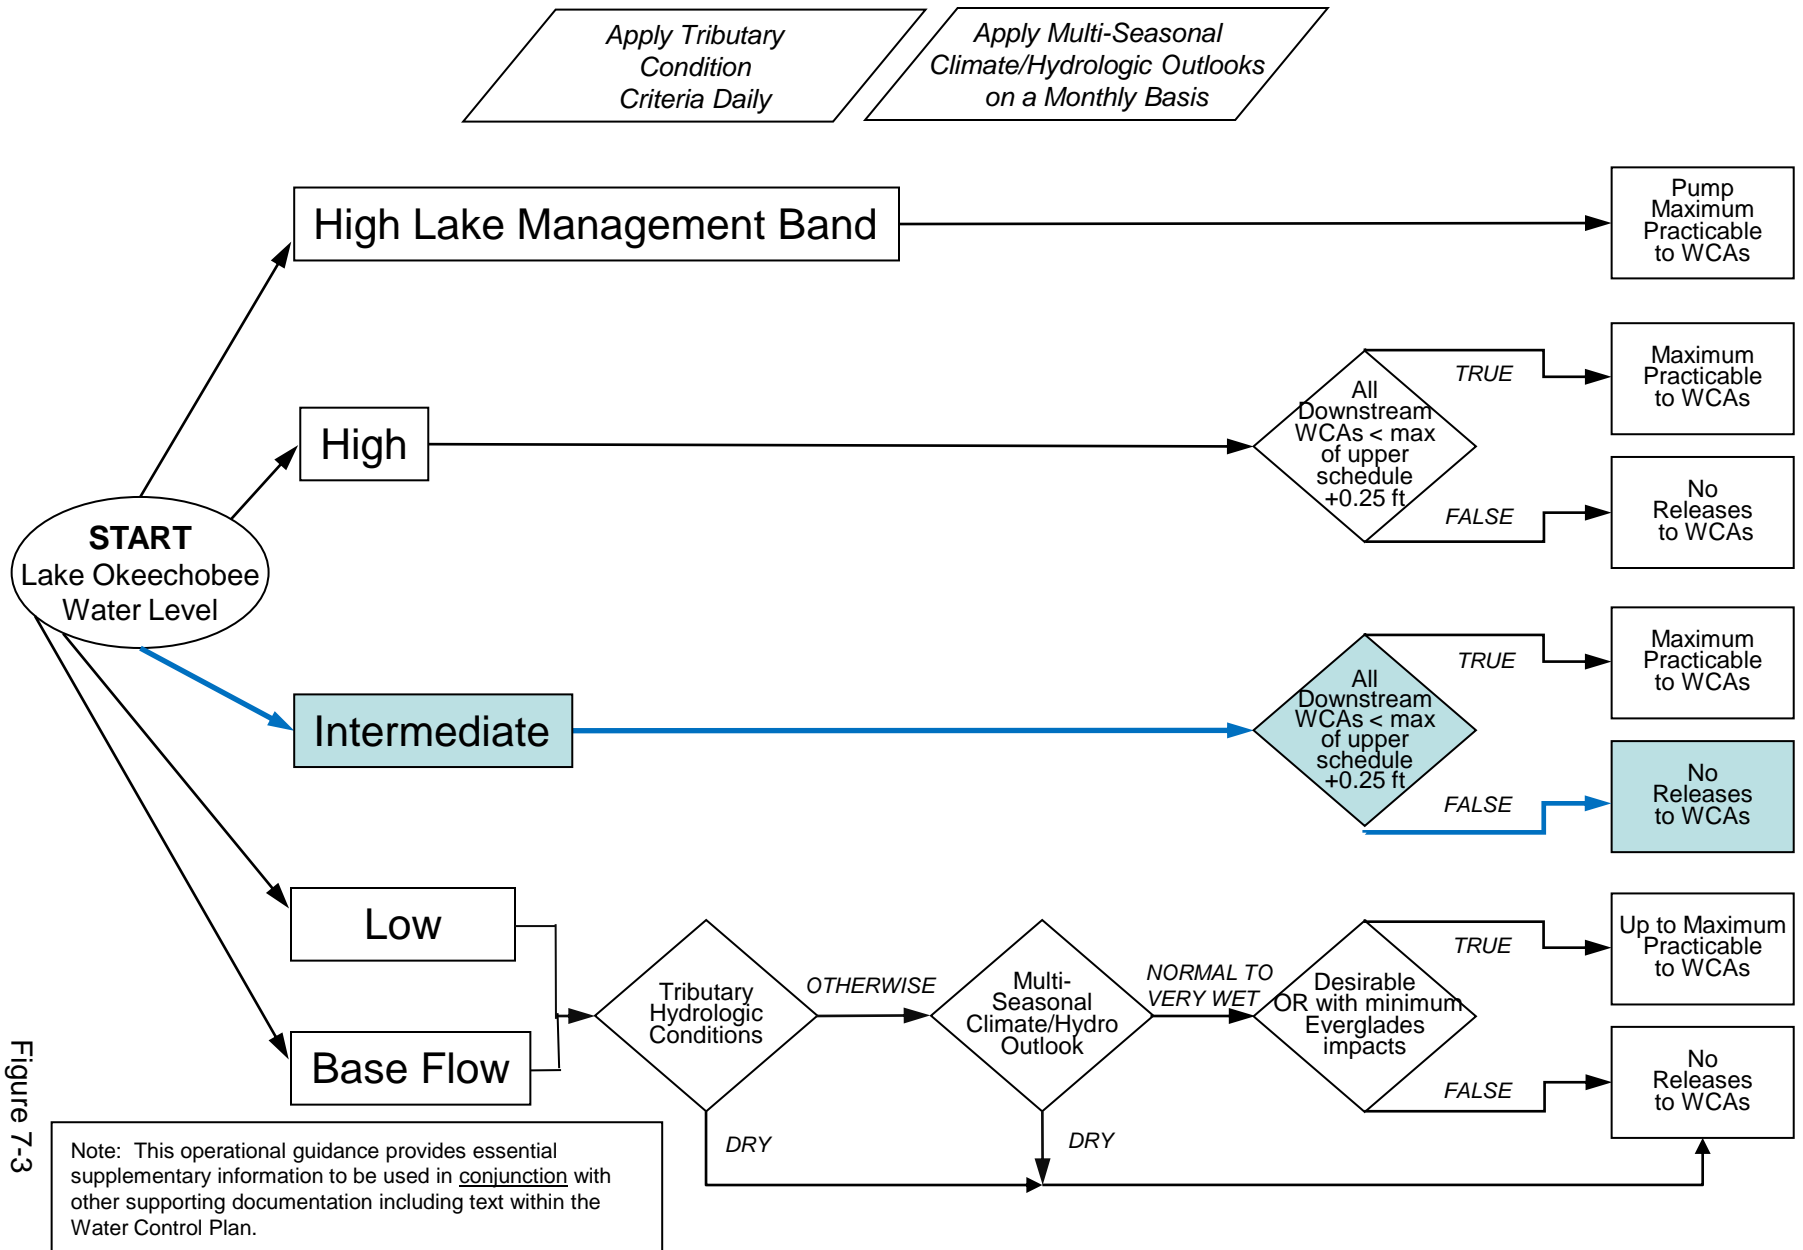 Apply Tributary
Condition
Criteria Daily
Apply Multi-Seasonal
Climate/Hydrologic Outlooks
on a Monthly Basis
High Lake Management Band
Pump
Maximum
Practicable
to WCAs
High
All
Downstream
WCAs < max
of upper
schedule
+0.25 ft
TRUE
Maximum
Practicable
to WCAs
FALSE
No
Releases
to WCAs
START
Lake Okeechobee
Water Level
Intermediate
All
Downstream
WCAs < max
of upper
schedule
+0.25 ft
TRUE
Maximum
Practicable
to WCAs
FALSE
No
Releases
to WCAs
Low
Base Flow
Tributary
Hydrologic
Conditions
OTHERWISE
DRY
Multi-
Seasonal
Climate/Hydro
Outlook
NORMAL TO
VERY WET
DRY
Desirable
OR with minimum
Everglades
impacts
TRUE
Up to Maximum
Practicable
to WCAs
FALSE
No
Releases
to WCAs
Figure 7-3
Note: This operational guidance provides essential
supplementary information to be used in conjunction with
other supporting documentation including text within the
Water Control Plan.